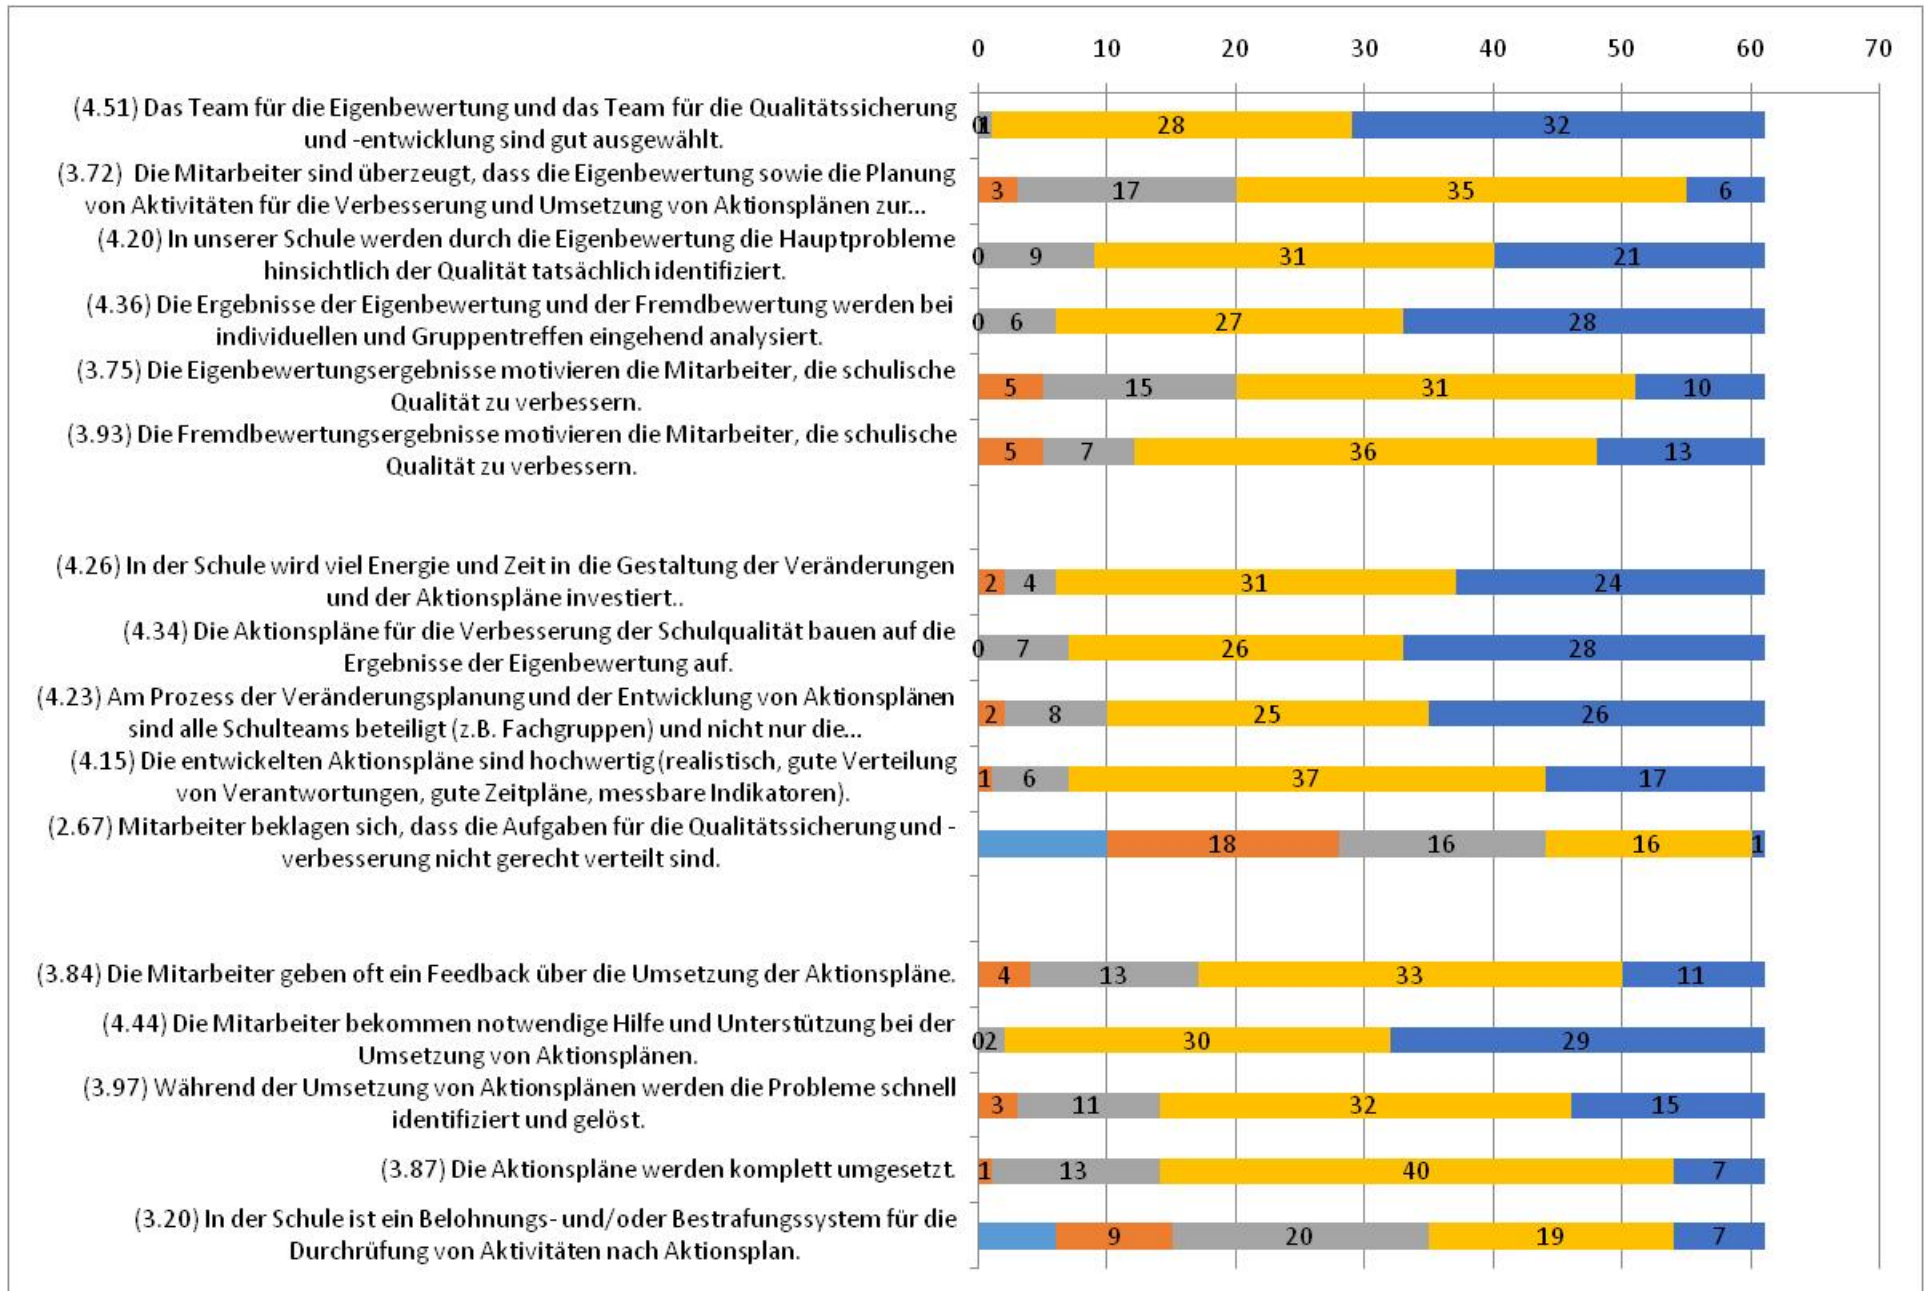 0 10 20 30 40 50 60 70
(4.51) Das Team für die Eigenbewertung und das Team für die Qualitätssicherung
und -entwicklung sind gut ausgewählt.
0 1 28 32
(3.72) Die Mitarbeiter sind überzeugt, dass die Eigenbewertung sowie die Planung
von Aktivitäten für die Verbesserung und Umsetzung von Aktionsplänen zur...
3 17 35 6
(4.20) In unserer Schule werden durch die Eigenbewertung die Hauptprobleme
hinsichtlich der Qualität tatsächlich identifiziert.
0 9 31 21
(4.36) Die Ergebnisse der Eigenbewertung und der Fremdbewertung werden bei
individuellen und Gruppentreffen eingehend analysiert.
0 6 27 28
(3.75) Die Eigenbewertungsergebnisse motivieren die Mitarbeiter, die schulische
Qualität zu verbessern.
5 15 31 10
(3.93) Die Fremdbewertungsergebnisse motivieren die Mitarbeiter, die schulische
Qualität zu verbessern.
5 7 36 13
(4.26) In der Schule wird viel Energie und Zeit in die Gestaltung der Veränderungen
und der Aktionspläne investiert..
2 4 31 24
(4.34) Die Aktionspläne für die Verbesserung der Schulqualität bauen auf die
Ergebnisse der Eigenbewertung auf.
0 7 26 28
(4.23) Am Prozess der Veränderungsplanung und der Entwicklung von Aktionsplänen
sind alle Schulteams beteiligt (z.B. Fachgruppen) und nicht nur die...
2 8 25 26
(4.15) Die entwickelten Aktionspläne sind hochwertig (realistisch, gute Verteilung
von Verantwortungen, gute Zeitpläne, messbare Indikatoren).
1 6 37 17
(2.67) Mitarbeiter beklagen sich, dass die Aufgaben für die Qualitätssicherung und -
verbesserung nicht gerecht verteilt sind.
18 16 16 1
(3.84) Die Mitarbeiter geben oft ein Feedback über die Umsetzung der Aktionspläne.
4 13 33 11
(4.44) Die Mitarbeiter bekommen notwendige Hilfe und Unterstützung bei der
Umsetzung von Aktionsplänen.
0 2 30 29
(3.97) Während der Umsetzung von Aktionsplänen werden die Probleme schnell
identifiziert und gelöst.
3 11 32 15
(3.87) Die Aktionspläne werden komplett umgesetzt.
1 13 40 7
(3.20) In der Schule ist ein Belohnungs- und/oder Bestrafungssystem für die
Durchrüfung von Aktivitäten nach Aktionsplan.
9 20 19 7